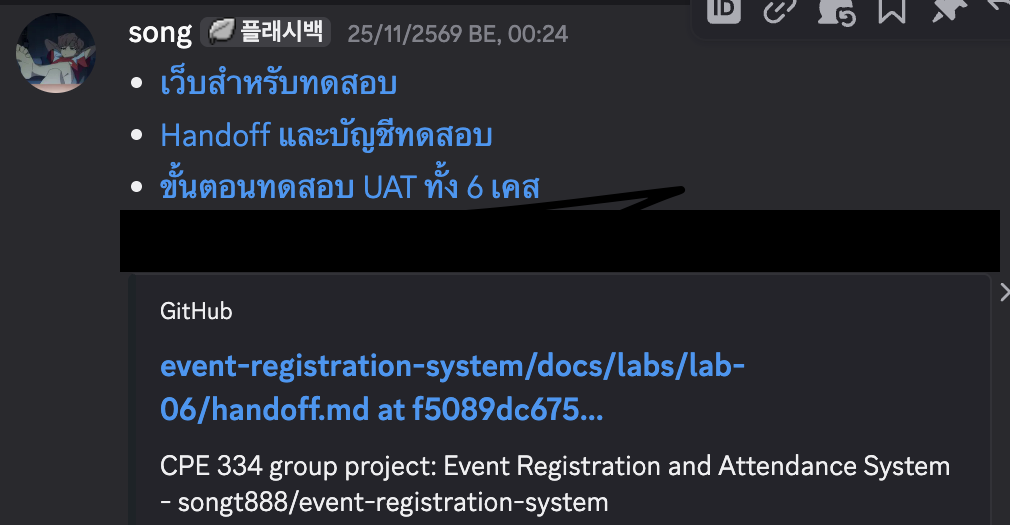 song 플래시백 25/11/2569 BE, 00:24
• เว็บสำหรับทดสอบ
• Handoff และบัญชีทดสอบ
• ขั้นตอนทดสอบ UAT ทั้ง 6 เคส
ID
GitHub
event-registration-system/docs/labs/lab-
06/handoff.md at f5089dc675...
CPE 334 group project: Event Registration and Attendance System
- songt888/event-registration-system